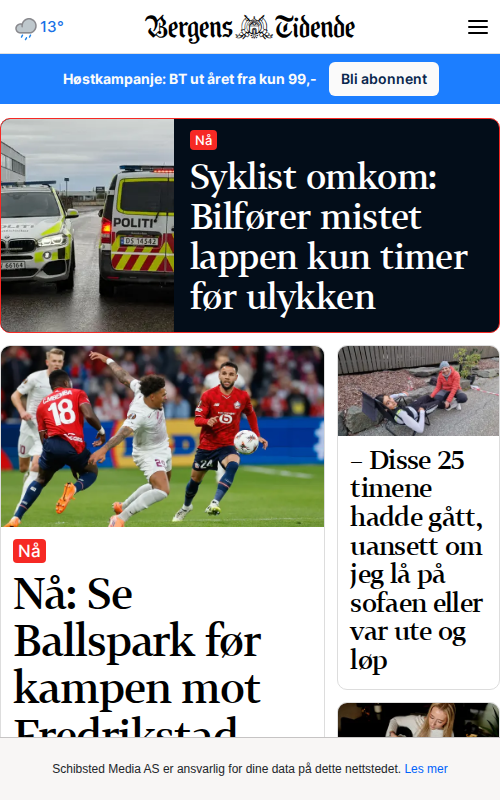 13°
Bergens Tidende
Høstkampanje: BT ut året fra kun 99,-
Bli abonnent
POLITI
Nå
Syklist omkom:
Bilfører mistet
lappen kun timer
før ulykken
18
24
Nå
Nå: Se
Ballspark før
kampen mot
Fredrikstad
– Disse 25
timene
hadde gått,
uansett om
jeg lå på
sofaen eller
var ute og
løp
Schibsted Media AS er ansvarlig for dine data på dette nettstedet. Les mer